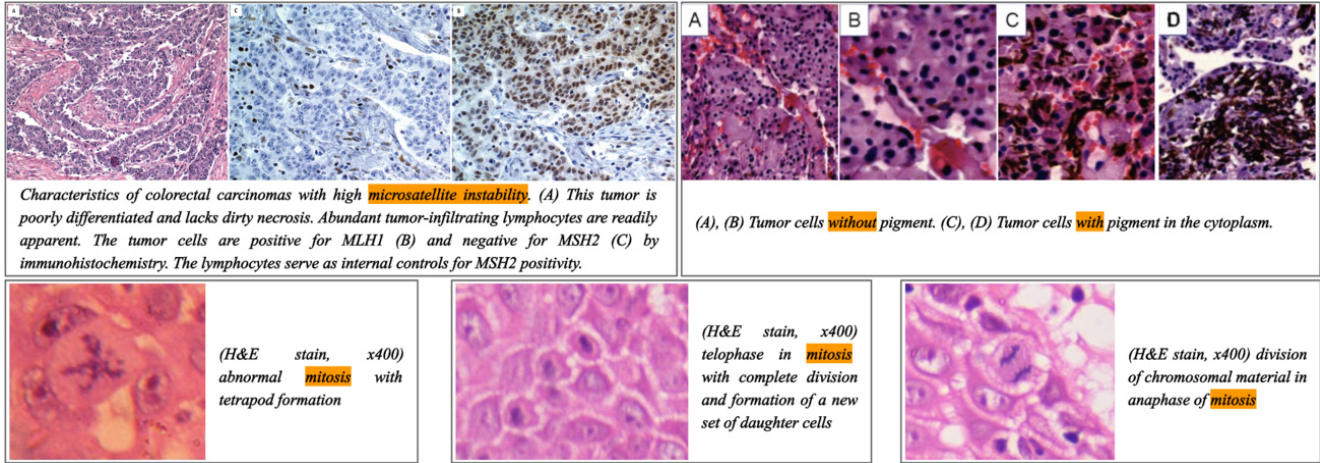 A
C
B
Characteristics of colorectal carcinomas with high microsatellite instability. (A) This tumor is
poorly differentiated and lacks dirty necrosis. Abundant tumor-infiltrating lymphocytes are readily
apparent. The tumor cells are positive for MLH1 (B) and negative for MSH2 (C) by
immunohistochemistry. The lymphocytes serve as internal controls for MSH2 positivity.
A
B
C
D
(A), (B) Tumor cells without pigment. (C), (D) Tumor cells with pigment in the cytoplasm.
(H&E stain, x400)
abnormal mitosis with
tetrapod formation
(H&E stain, x400)
telophase in mitosis
with complete division
and formation of a new
set of daughter cells
(H&E stain, x400) division
of chromosomal material in
anaphase of mitosis